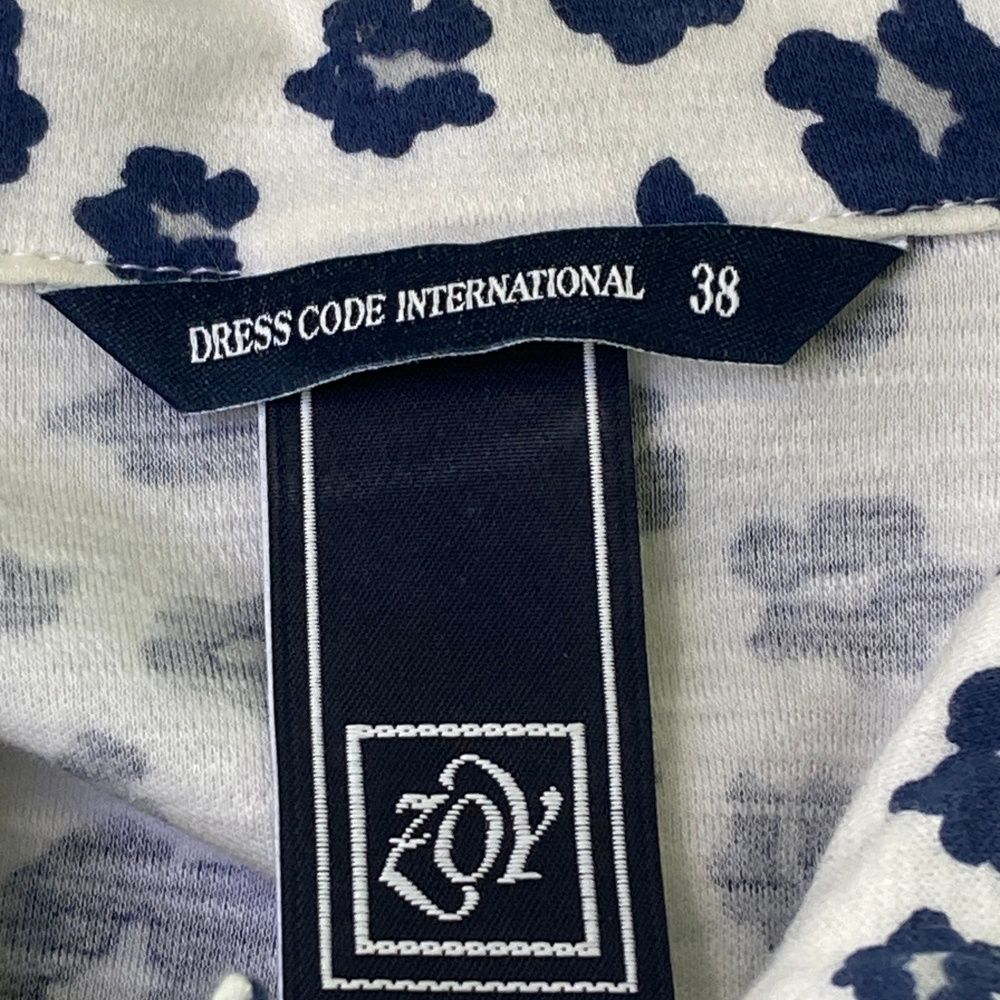 DRESS CODE INTERNATIONAL 38
ZOY